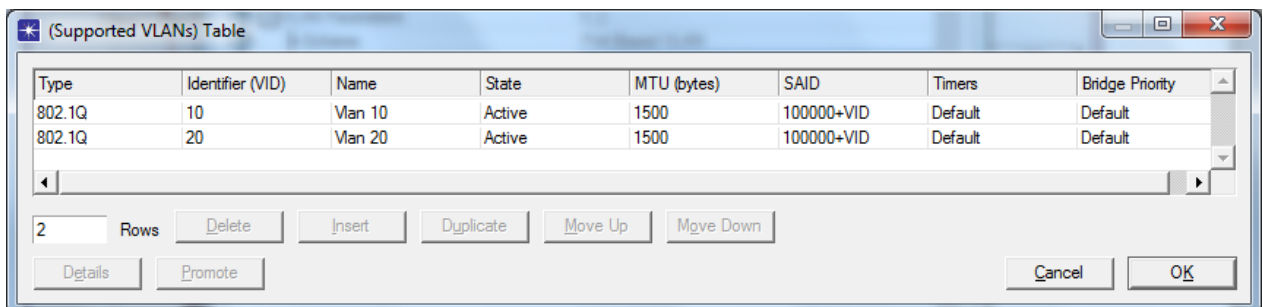 (Supported VLANs) Table
Type Identifier (VID) Name State MTU (bytes) SAID Timers Bridge Priority
802.1Q 10 Vlan 10 Active 1500 100000+VID Default Default
802.1Q 20 Vlan 20 Active 1500 100000+VID Default Default
2 Rows Delete Insert Duplicate Move Up Move Down
Details Promote Cancel OK